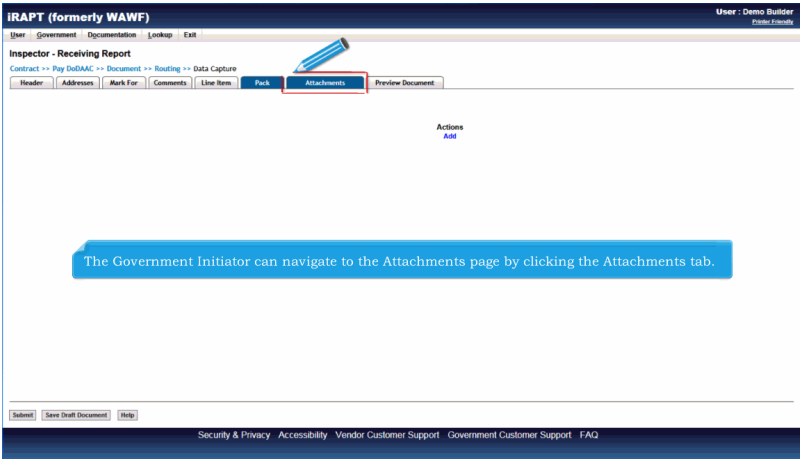 iRAPT (formerly WAWF)
User : Demo Builder
Printer Friendly
User Government Documentation Lookup Exit
Inspector - Receiving Report
Contract >> Pay DoDAAC >> Document >> Routing >> Data Capture
Header Addresses Mark For Comments Line Item Pack Attachments Preview Document
Actions
Add
The Government Initiator can navigate to the Attachments page by clicking the Attachments tab.
Submit Save Draft Document Help
Security & Privacy Accessibility Vendor Customer Support Government Customer Support FAQ